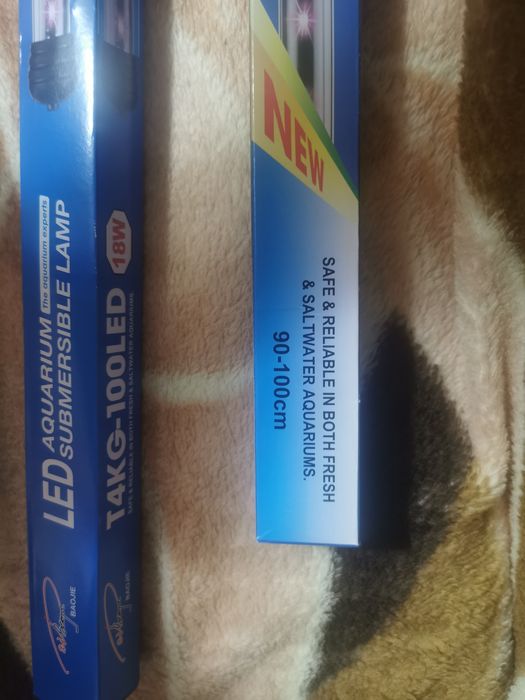 LED AQUARIUM
SUBMERSIBLE LAMP
The aquarium experts
T4KG-100LED 18W
SAFE & RELIABLE IN BOTH FRESH & SALTWATER AQUARIUMS
BAOJIE
BAOJIE
NEW
SAFE & RELIABLE IN BOTH FRESH
& SALTWATER AQUARIUMS.
90-100cm